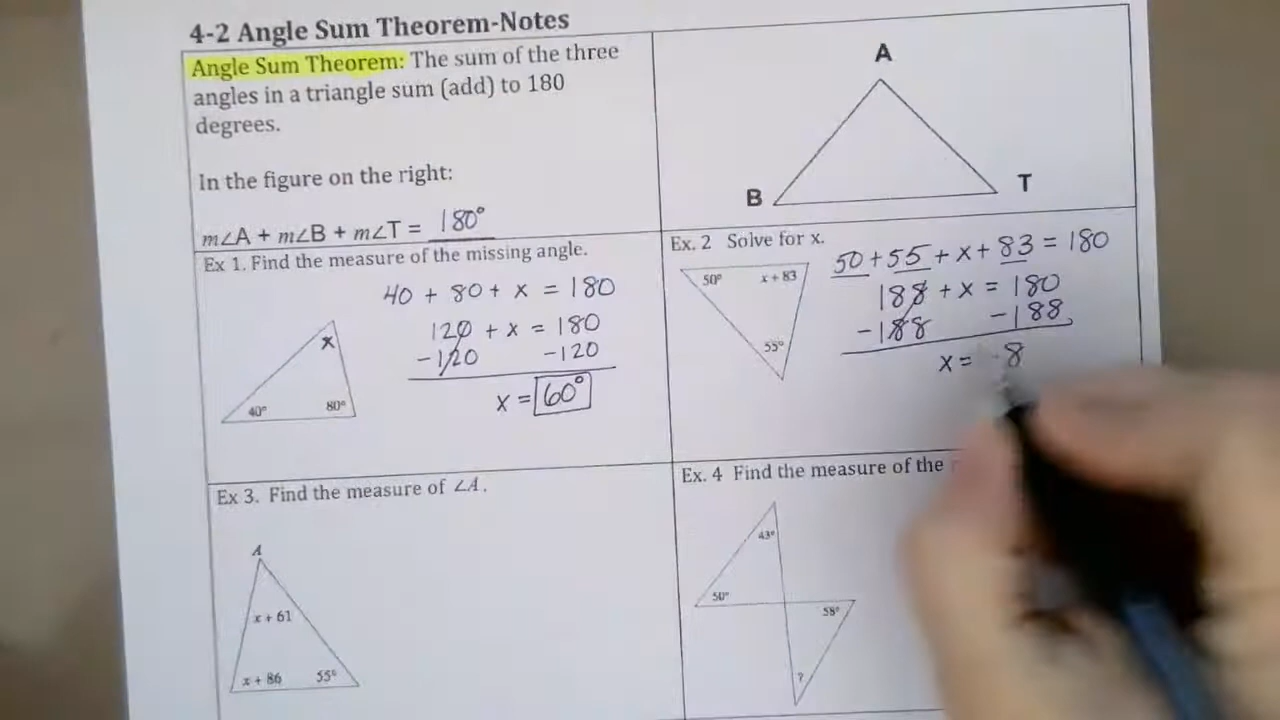 4-2 Angle Sum Theorem-Notes
Angle Sum Theorem: The sum of the three
angles in a triangle sum (add) to 180
degrees.
In the figure on the right:
m∠A + m∠B + m∠T = 180°
A
B
T
Ex 1. Find the measure of the missing angle.
40 + 80 + x = 180
120 + x = 180
-120 -120
x = 60°
x
40°
80°
Ex. 2 Solve for x.
50 + 55 + x + 83 = 180
188 + x = 180
-188 -188
x = -8
50°
x + 83
55°
Ex 3. Find the measure of ∠A.
A
x + 61
x + 86
55°
Ex. 4 Find the measure of the
43°
50°
58°
?